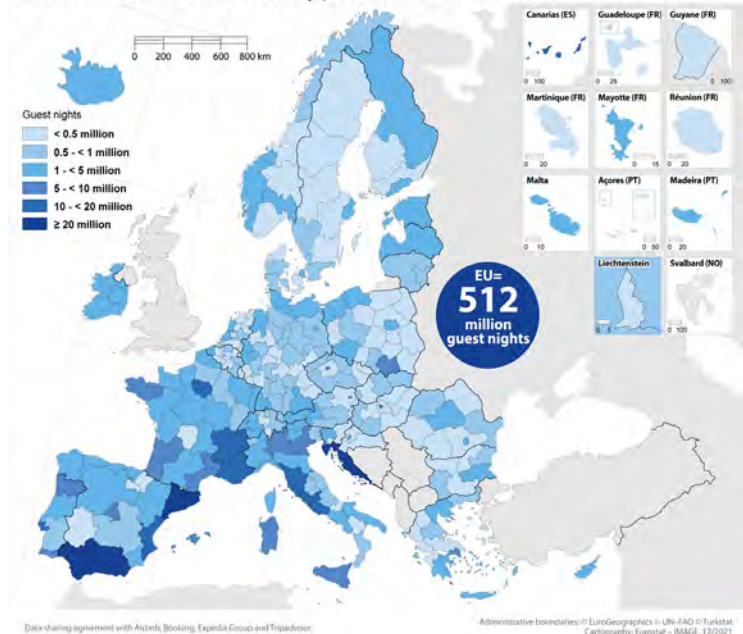 0 200 400 600 800 km
Guest nights
< 0.5 million
0.5 - < 1 million
1 - < 5 million
5 - < 10 million
10 - < 20 million
≥ 20 million
EU=
512
million
guest nights
Canarias (ES)
0 100
Guadeloupe (FR)
0 25
Guyane (FR)
0 100
Martinique (FR)
0 20
Mayotte (FR)
0 15
Réunion (FR)
0 20
Malta
0 10
Açores (PT)
0 50
Madeira (PT)
0 20
Liechtenstein
Svalbard (NO)
0 100
Data sharing agreement with Airbnb, Booking, Expedia Group and Tripadvisor
Administrative boundaries: © EuroGeographics © UN-FAO © Turkstat
Cartography: Eurostat - IMAGE, 12/2021